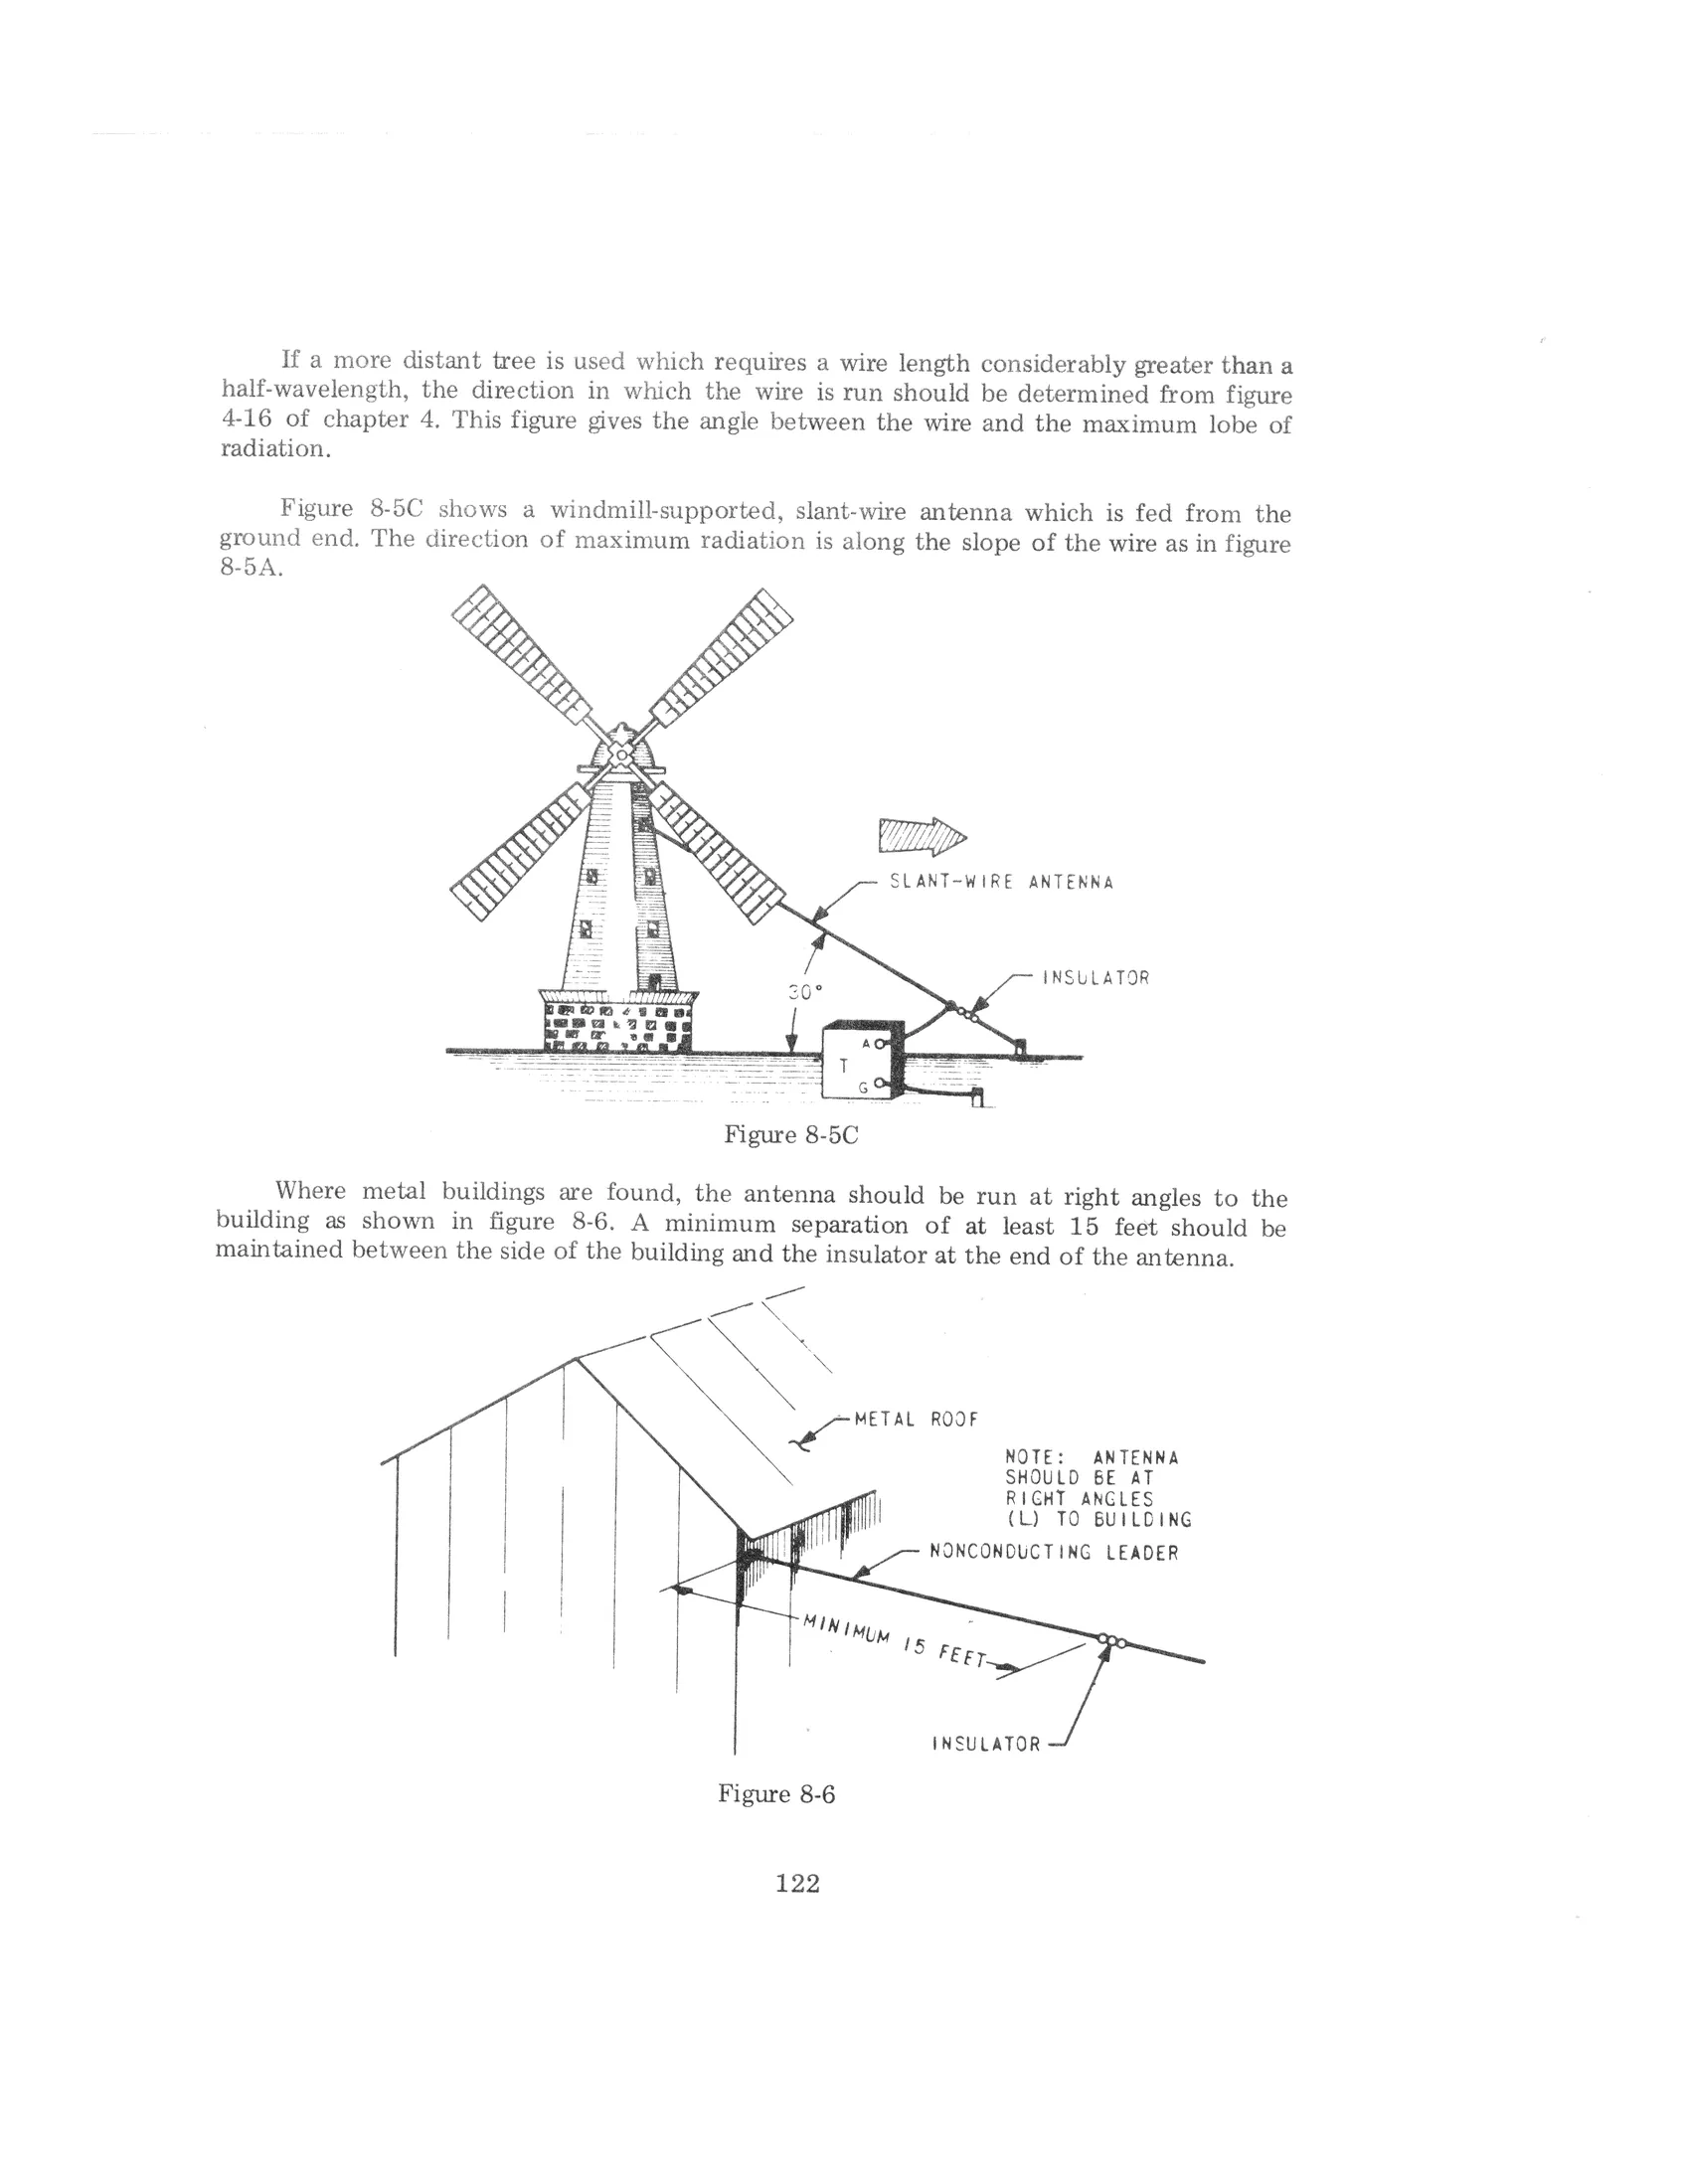 If a more distant tree is used which requires a wire length considerably greater than a
half-wavelength, the direction in which the wire is run should be determined from figure
4-16 of chapter 4. This figure gives the angle between the wire and the maximum lobe of
radiation.
Figure 8-5C shows a windmill-supported, slant-wire antenna which is fed from the
ground end. The direction of maximum radiation is along the slope of the wire as in figure
8-5A.
SLANT-WIRE ANTENNA
INSULATOR
30°
A
T
G
Figure 8-5C
Where metal buildings are found, the antenna should be run at right angles to the
building as shown in figure 8-6. A minimum separation of at least 15 feet should be
maintained between the side of the building and the insulator at the end of the antenna.
METAL ROOF
NOTE: ANTENNA
SHOULD BE AT
RIGHT ANGLES
(L) TO BUILDING
NONCONDUCTING LEADER
MINIMUM 15 FEET
INSULATOR
Figure 8-6
122